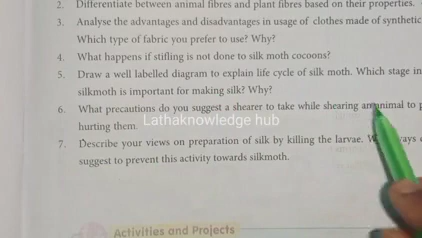 2. Differentiate between animal fibres and plant fibres based on their properties.
3. Analyse the advantages and disadvantages in usage of clothes made of synthetic
Which type of fabric you prefer to use? Why?
4. What happens if stifling is not done to silk moth cocoons?
5. Draw a well labelled diagram to explain life cycle of silk moth. Which stage in
silkmoth is important for making silk? Why?
6. What precautions do you suggest a shearer to take while shearing an animal to
Lathaknowledge hub
hurting them.
7. Describe your views on preparation of silk by killing the larvae.
suggest to prevent this activity towards silkmoth.
Activities and Projects